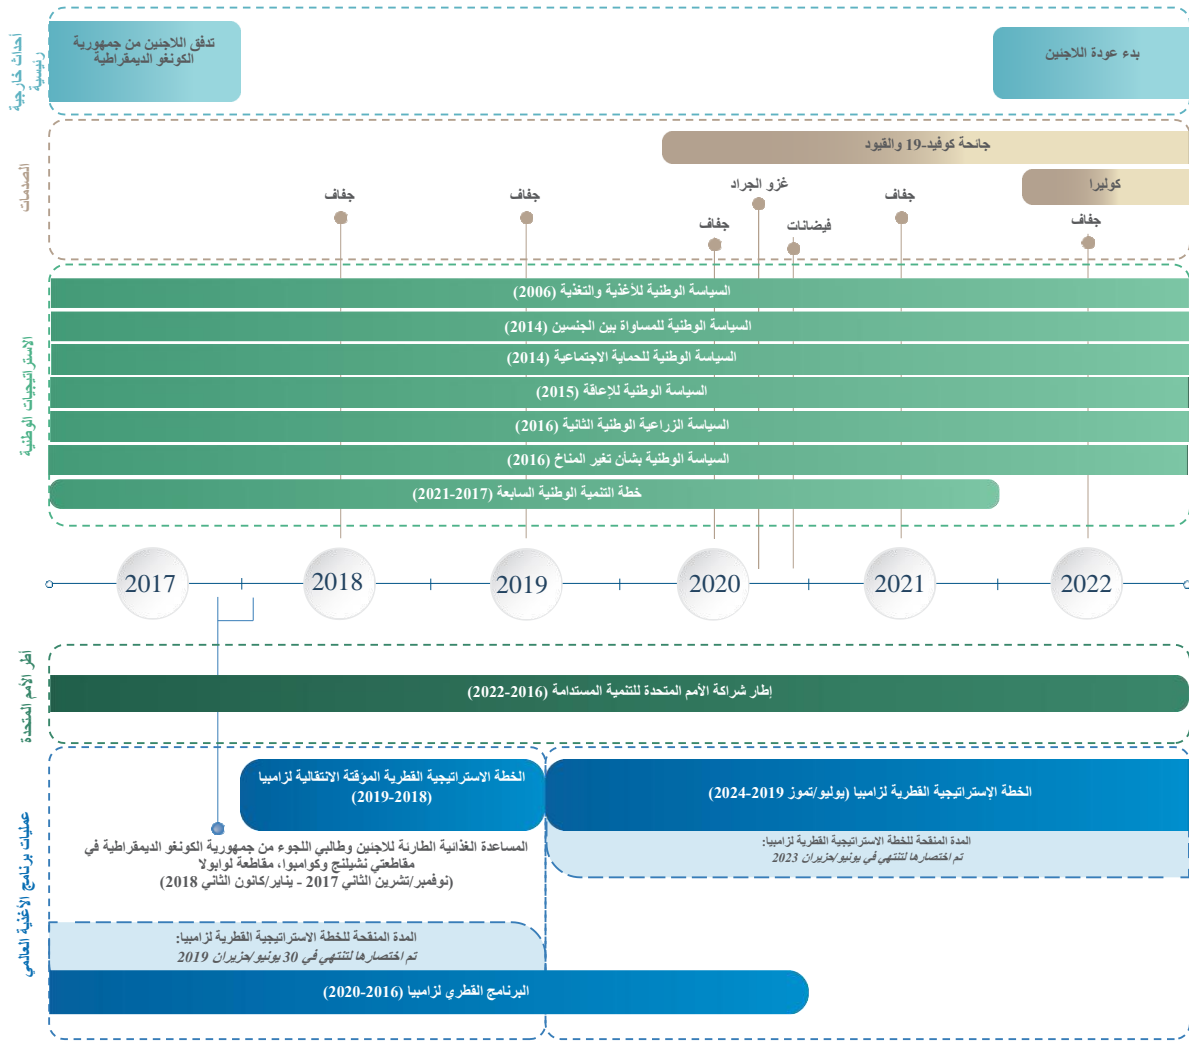 أحداث خارجية
رئيسية
تدفق اللاجئين من جمهورية
الكونغو الديمقراطية
بدء عودة اللاجئين
الصدمات
جائحة كوفيد-19 والقيود
كوليرا
جفاف
جفاف
جفاف
غزو الجراد
فيضانات
جفاف
جفاف
الاستراتيجيات الوطنية
السياسة الوطنية للأغذية والتغذية (2006)
السياسة الوطنية للمساواة بين الجنسين (2014)
السياسة الوطنية للحماية الاجتماعية (2014)
السياسة الوطنية للإعاقة (2015)
السياسة الزراعية الوطنية الثانية (2016)
السياسة الوطنية بشأن تغير المناخ (2016)
خطة التنمية الوطنية السابعة (2017-2021)
2017
2018
2019
2020
2021
2022
أطر الأمم المتحدة
إطار شراكة الأمم المتحدة للتنمية المستدامة (2016-2022)
عمليات برنامج الأغذية العالمي
الخطة الاستراتيجية القطرية المؤقتة الانتقالية لزامبيا
(2018-2019)
الخطة الإستراتيجية القطرية لزامبيا (يوليو/تموز 2019-2024)
المدة المنقحة للخطة الاستراتيجية القطرية لزامبيا:
تم اختصارها لتنتهي في يونيو/حزيران 2023
المساعدة الغذائية الطارئة للاجئين وطالبي اللجوء من جمهورية الكونغو الديمقراطية في
مقاطعتي نشيلنج وكوامبوا، مقاطعة لوابولا
(نوفمبر/تشرين الثاني 2017 - يناير/كانون الثاني 2018)
المدة المنقحة للخطة الاستراتيجية القطرية لزامبيا:
تم اختصارها لتنتهي في 30 يونيو/حزيران 2019
البرنامج القطري لزامبيا (2016-2020)